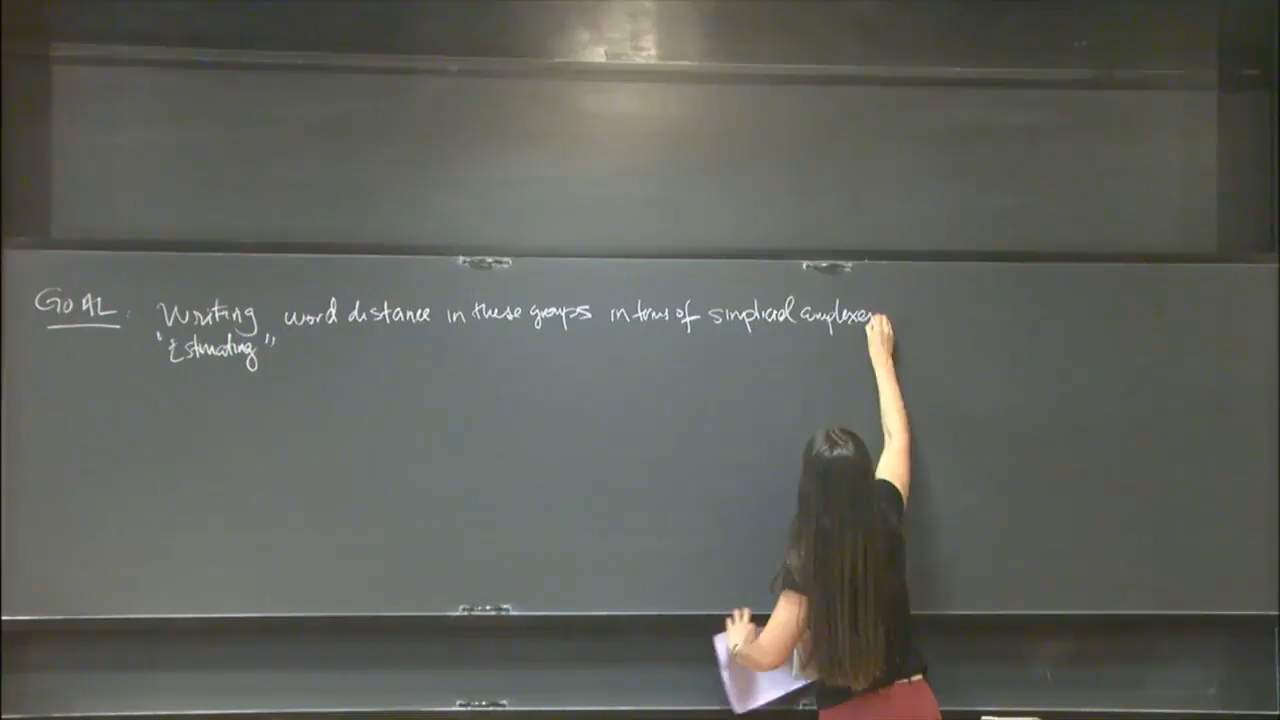 GOAL: Writing word distance in these groups in terms of simplicial complexes
"Estimating"